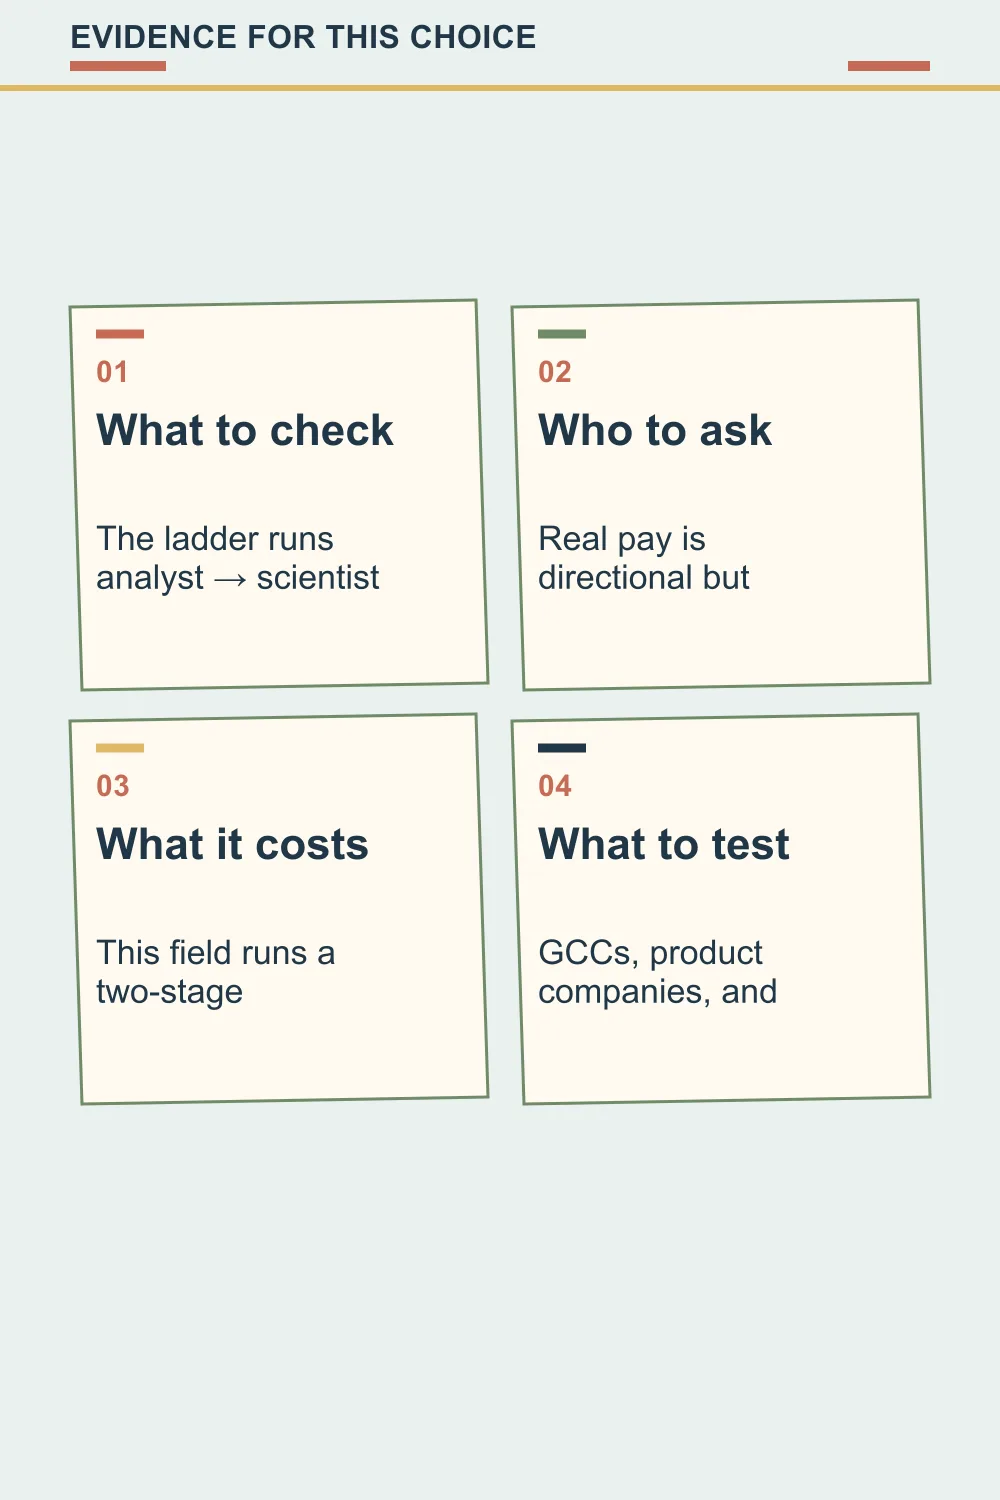 EVIDENCE FOR THIS CHOICE
01
What to check
The ladder runs
analyst → scientist
02
Who to ask
Real pay is
directional but
03
What it costs
This field runs a
two-stage
04
What to test
GCCs, product
companies, and